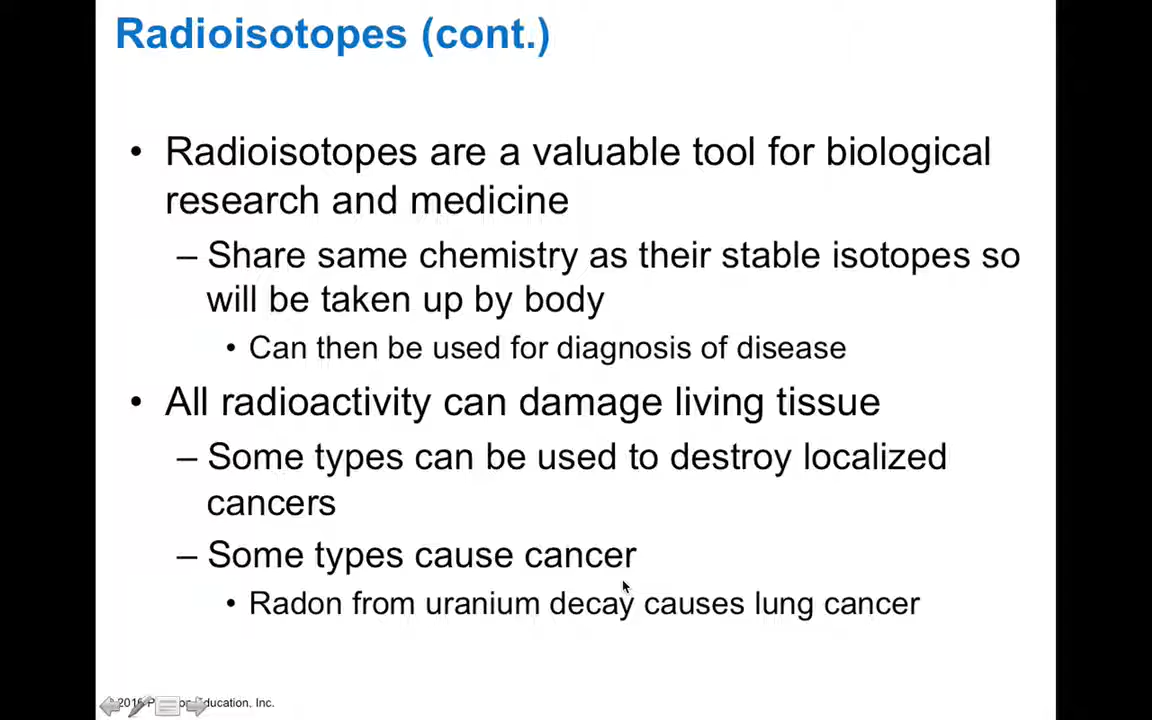 Radioisotopes (cont.)
• Radioisotopes are a valuable tool for biological
research and medicine
– Share same chemistry as their stable isotopes so
will be taken up by body
• Can then be used for diagnosis of disease
• All radioactivity can damage living tissue
– Some types can be used to destroy localized
cancers
– Some types cause cancer
• Radon from uranium decay causes lung cancer
Inc.